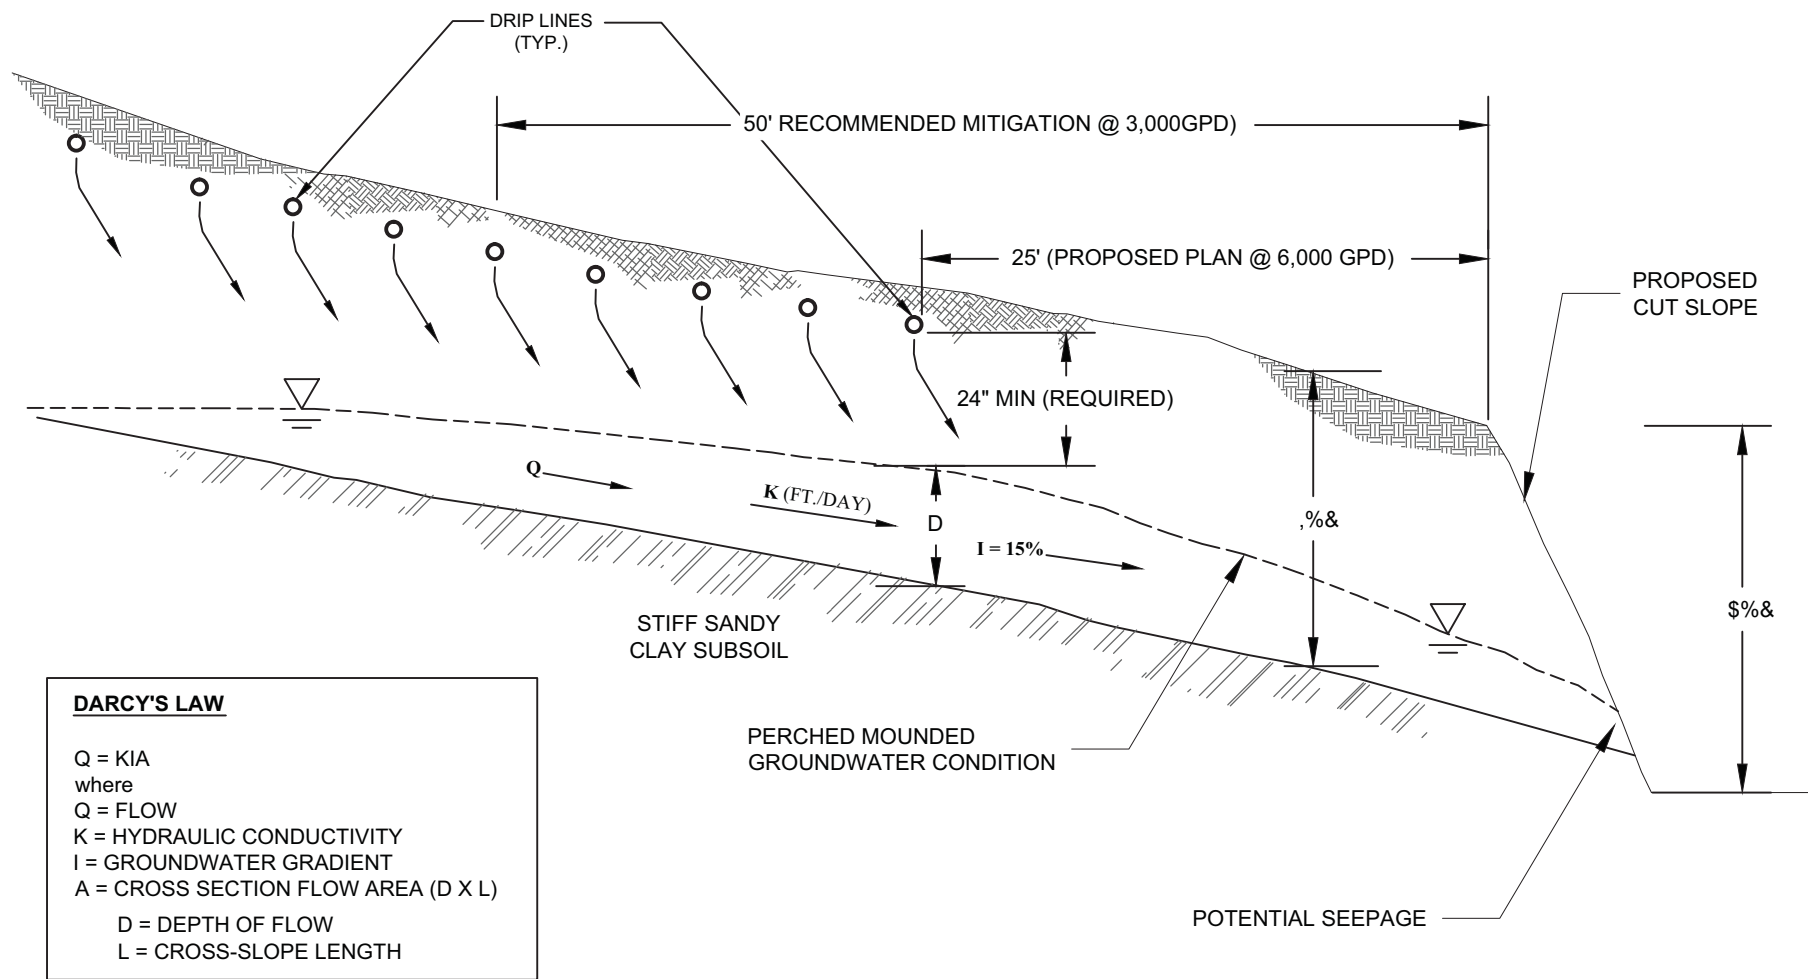 DRIP LINES
(TYP.)
50' RECOMMENDED MITIGATION @ 3,000GPD)
25' (PROPOSED PLAN @ 6,000 GPD)
PROPOSED
CUT SLOPE
24" MIN (REQUIRED)
Q
K (FT./DAY)
D
,%&
I = 15%
$%&
STIFF SANDY
CLAY SUBSOIL
PERCHED MOUNDED
GROUNDWATER CONDITION
POTENTIAL SEEPAGE
DARCY'S LAW
Q = KIA
where
Q = FLOW
K = HYDRAULIC CONDUCTIVITY
I = GROUNDWATER GRADIENT
A = CROSS SECTION FLOW AREA (D X L)
D = DEPTH OF FLOW
L = CROSS-SLOPE LENGTH